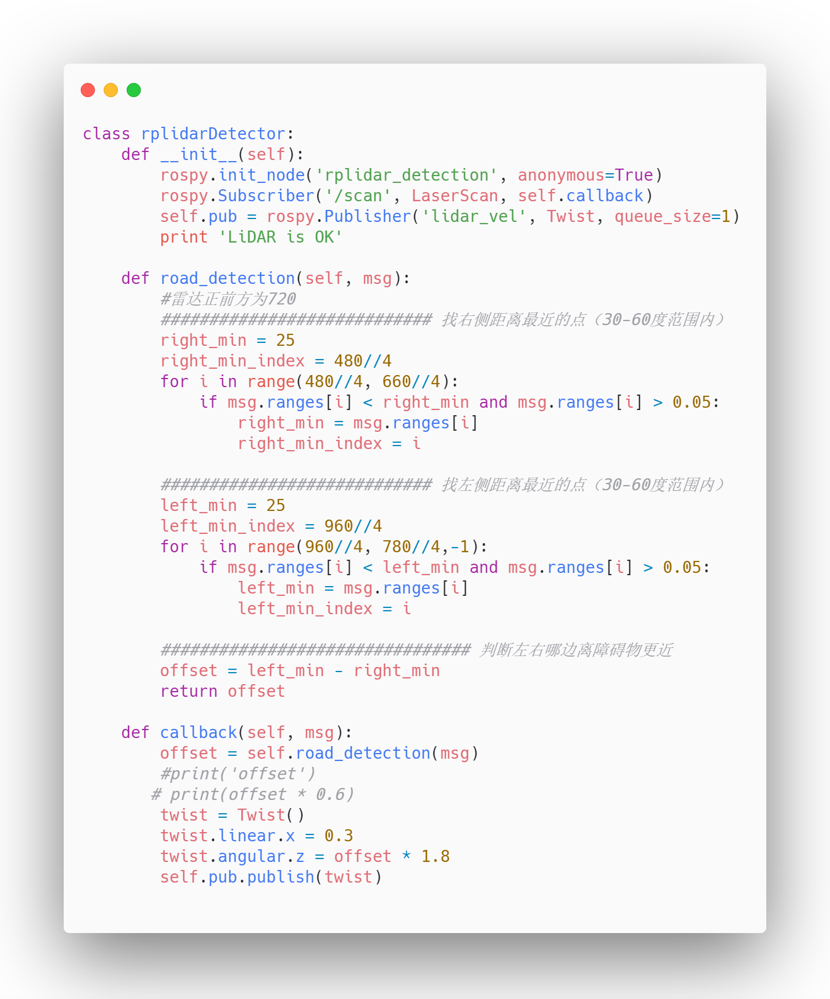 class rplidarDetector:
    def __init__(self):
        rospy.init_node('rplidar_detection', anonymous=True)
        rospy.Subscriber('/scan', LaserScan, self.callback)
        self.pub = rospy.Publisher('lidar_vel', Twist, queue_size=1)
        print 'LiDAR is OK'

    def road_detection(self, msg):
        #雷达正前方为720
        ############################ 找右侧距离最近的点（30-60度范围内）
        right_min = 25
        right_min_index = 480//4
        for i in range(480//4, 660//4):
            if msg.ranges[i] < right_min and msg.ranges[i] > 0.05:
                right_min = msg.ranges[i]
                right_min_index = i

        ############################ 找左侧距离最近的点（30-60度范围内）
        left_min = 25
        left_min_index = 960//4
        for i in range(960//4, 780//4,-1):
            if msg.ranges[i] < left_min and msg.ranges[i] > 0.05:
                left_min = msg.ranges[i]
                left_min_index = i

        ################################ 判断左右哪边离障碍物更近
        offset = left_min - right_min
        return offset

    def callback(self, msg):
        offset = self.road_detection(msg)
        #print('offset')
       # print(offset * 0.6)
        twist = Twist()
        twist.linear.x = 0.3
        twist.angular.z = offset * 1.8
        self.pub.publish(twist)